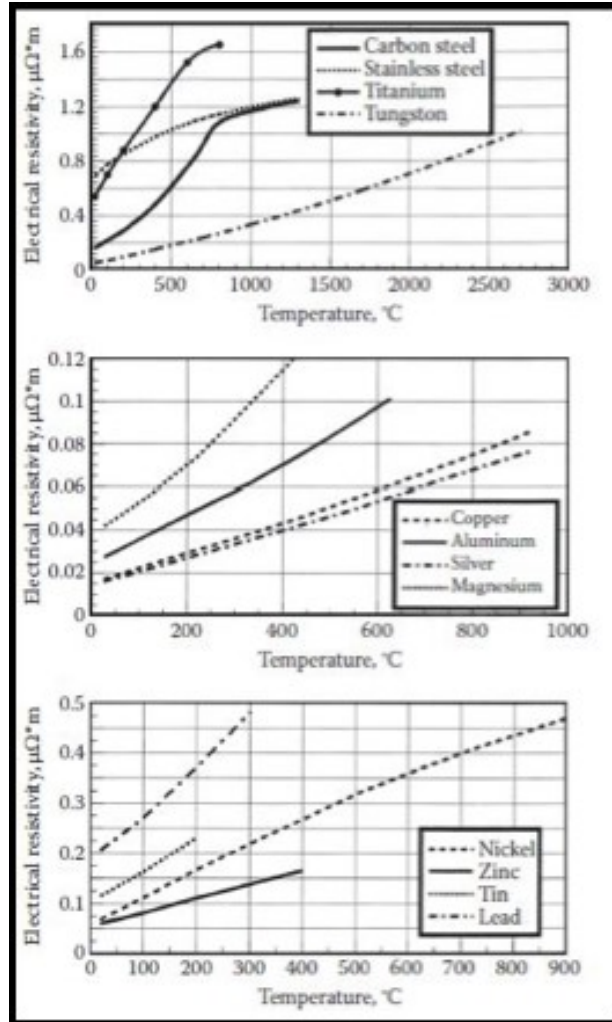 Electrical resistivity, μΩ*m
1.6
1.2
0.8
0.4
0
Carbon steel
Stainless steel
Titanium
Tungston
0 500 1000 1500 2000 2500 3000
Temperature, °C
Electrical resistivity, μΩ*m
0.12
0.1
0.08
0.06
0.04
0.02
0
Copper
Aluminum
Silver
Magnesium
0 200 400 600 800 1000
Temperature, °C
Electrical resistivity, μΩ*m
0.5
0.4
0.3
0.2
0.1
0
Nickel
Zinc
Tin
Lead
0 100 200 300 400 500 600 700 800 900
Temperature, °C